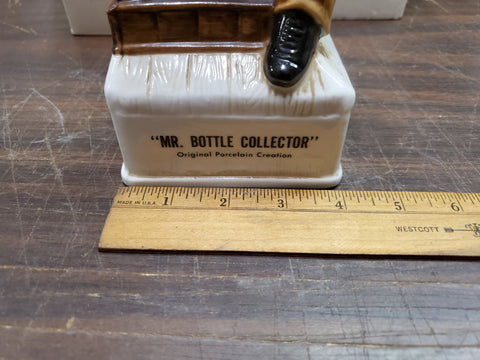 "MR. BOTTLE COLLECTOR"
Original Porcelain Creation
MADE IN U.S.A. 1 2 3 4 5 6
WESTCOTT